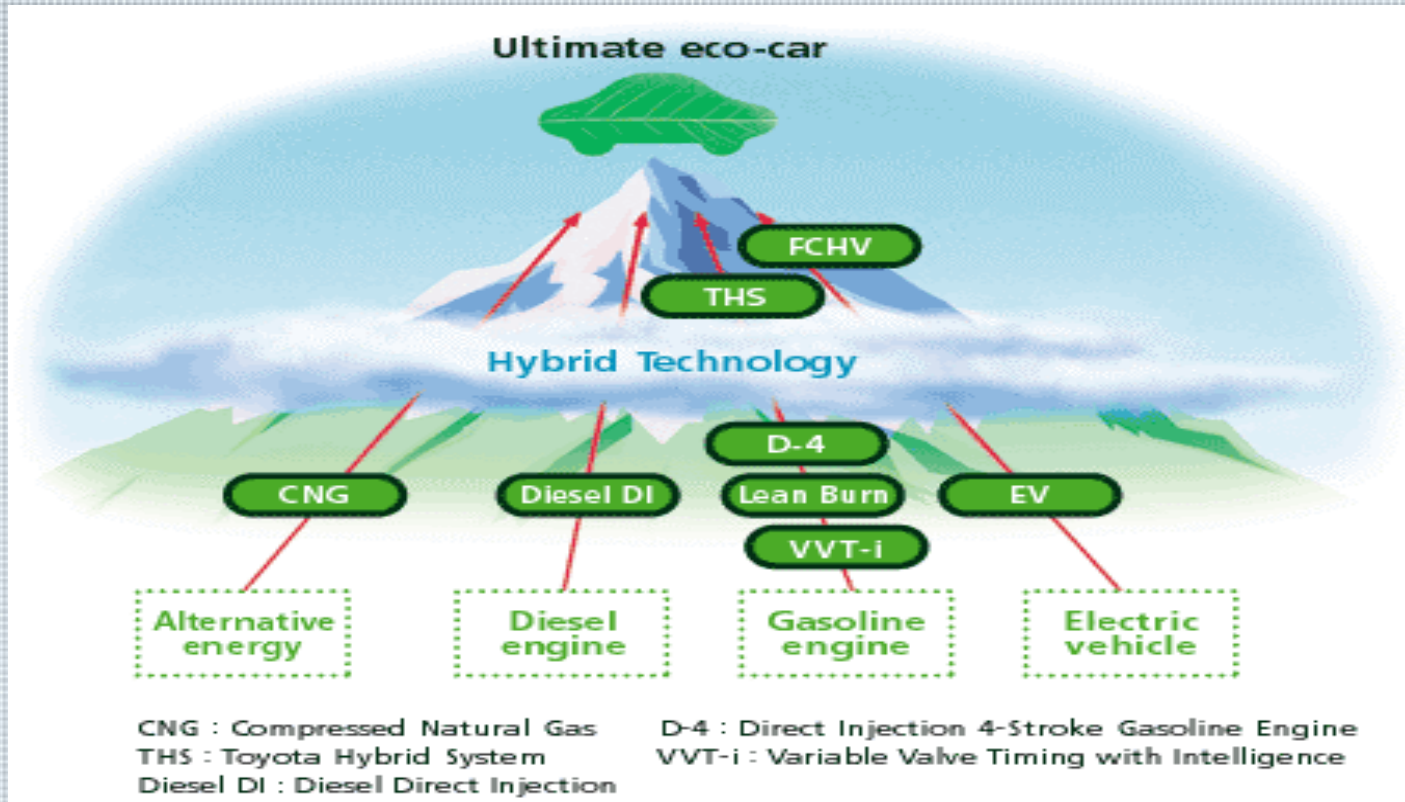 Ultimate eco-car
FCHV
THS
Hybrid Technology
D-4
CNG
Diesel DI
Lean Burn
EV
VVT-i
Alternative
energy
Diesel
engine
Gasoline
engine
Electric
vehicle
CNG : Compressed Natural Gas
D-4 : Direct Injection 4-Stroke Gasoline Engine
THS : Toyota Hybrid System
VVT-i : Variable Valve Timing with Intelligence
Diesel DI : Diesel Direct Injection